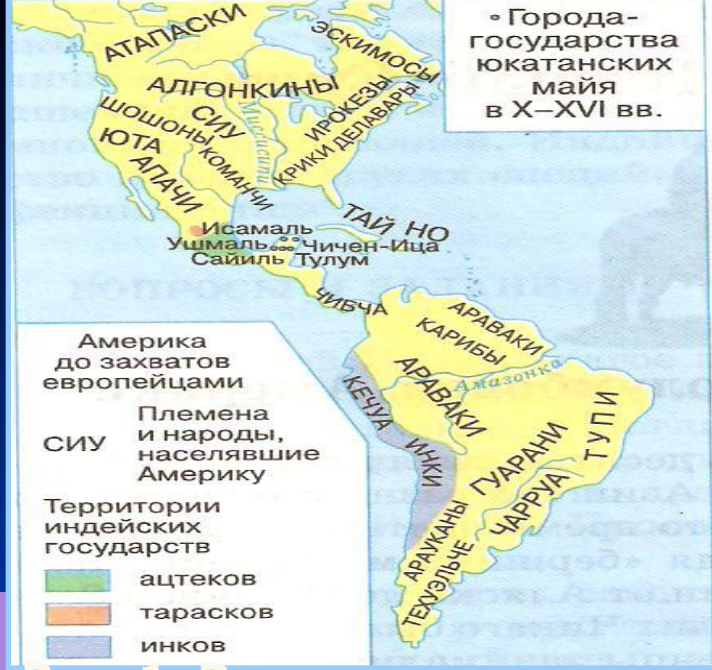 • Города-
государства
юкатанских
майя
в X–XVI вв.
АТАПАСКИ
ЭСКИМОСЫ
АЛГОНКИНЫ
СИУ
Миссисипи
ИРОКЕЗЫ
ДЕЛАВАРЫ
ШОШОНЫ
ЮТА
КОМАНЧИ
КРИКИ
АПАЧИ
ТАЙ НО
Исамаль
Ушмаль Чичен-Ица
Сайиль Тулум
ЧИБЧА
АРАВАКИ
КАРИБЫ
Амазонка
АРАВАКИ
КЕЧУА
ИНКИ
ГУАРАНИ
ТУПИ
ЧАРРУА
АРАУКАНЫ
ТЕХУЭЛЬЧЕ
Америка
до захватов
европейцами
СИУ Племена
и народы,
населявшие
Америку
Территории
индейских
государств
ацтеков
тарасков
инков